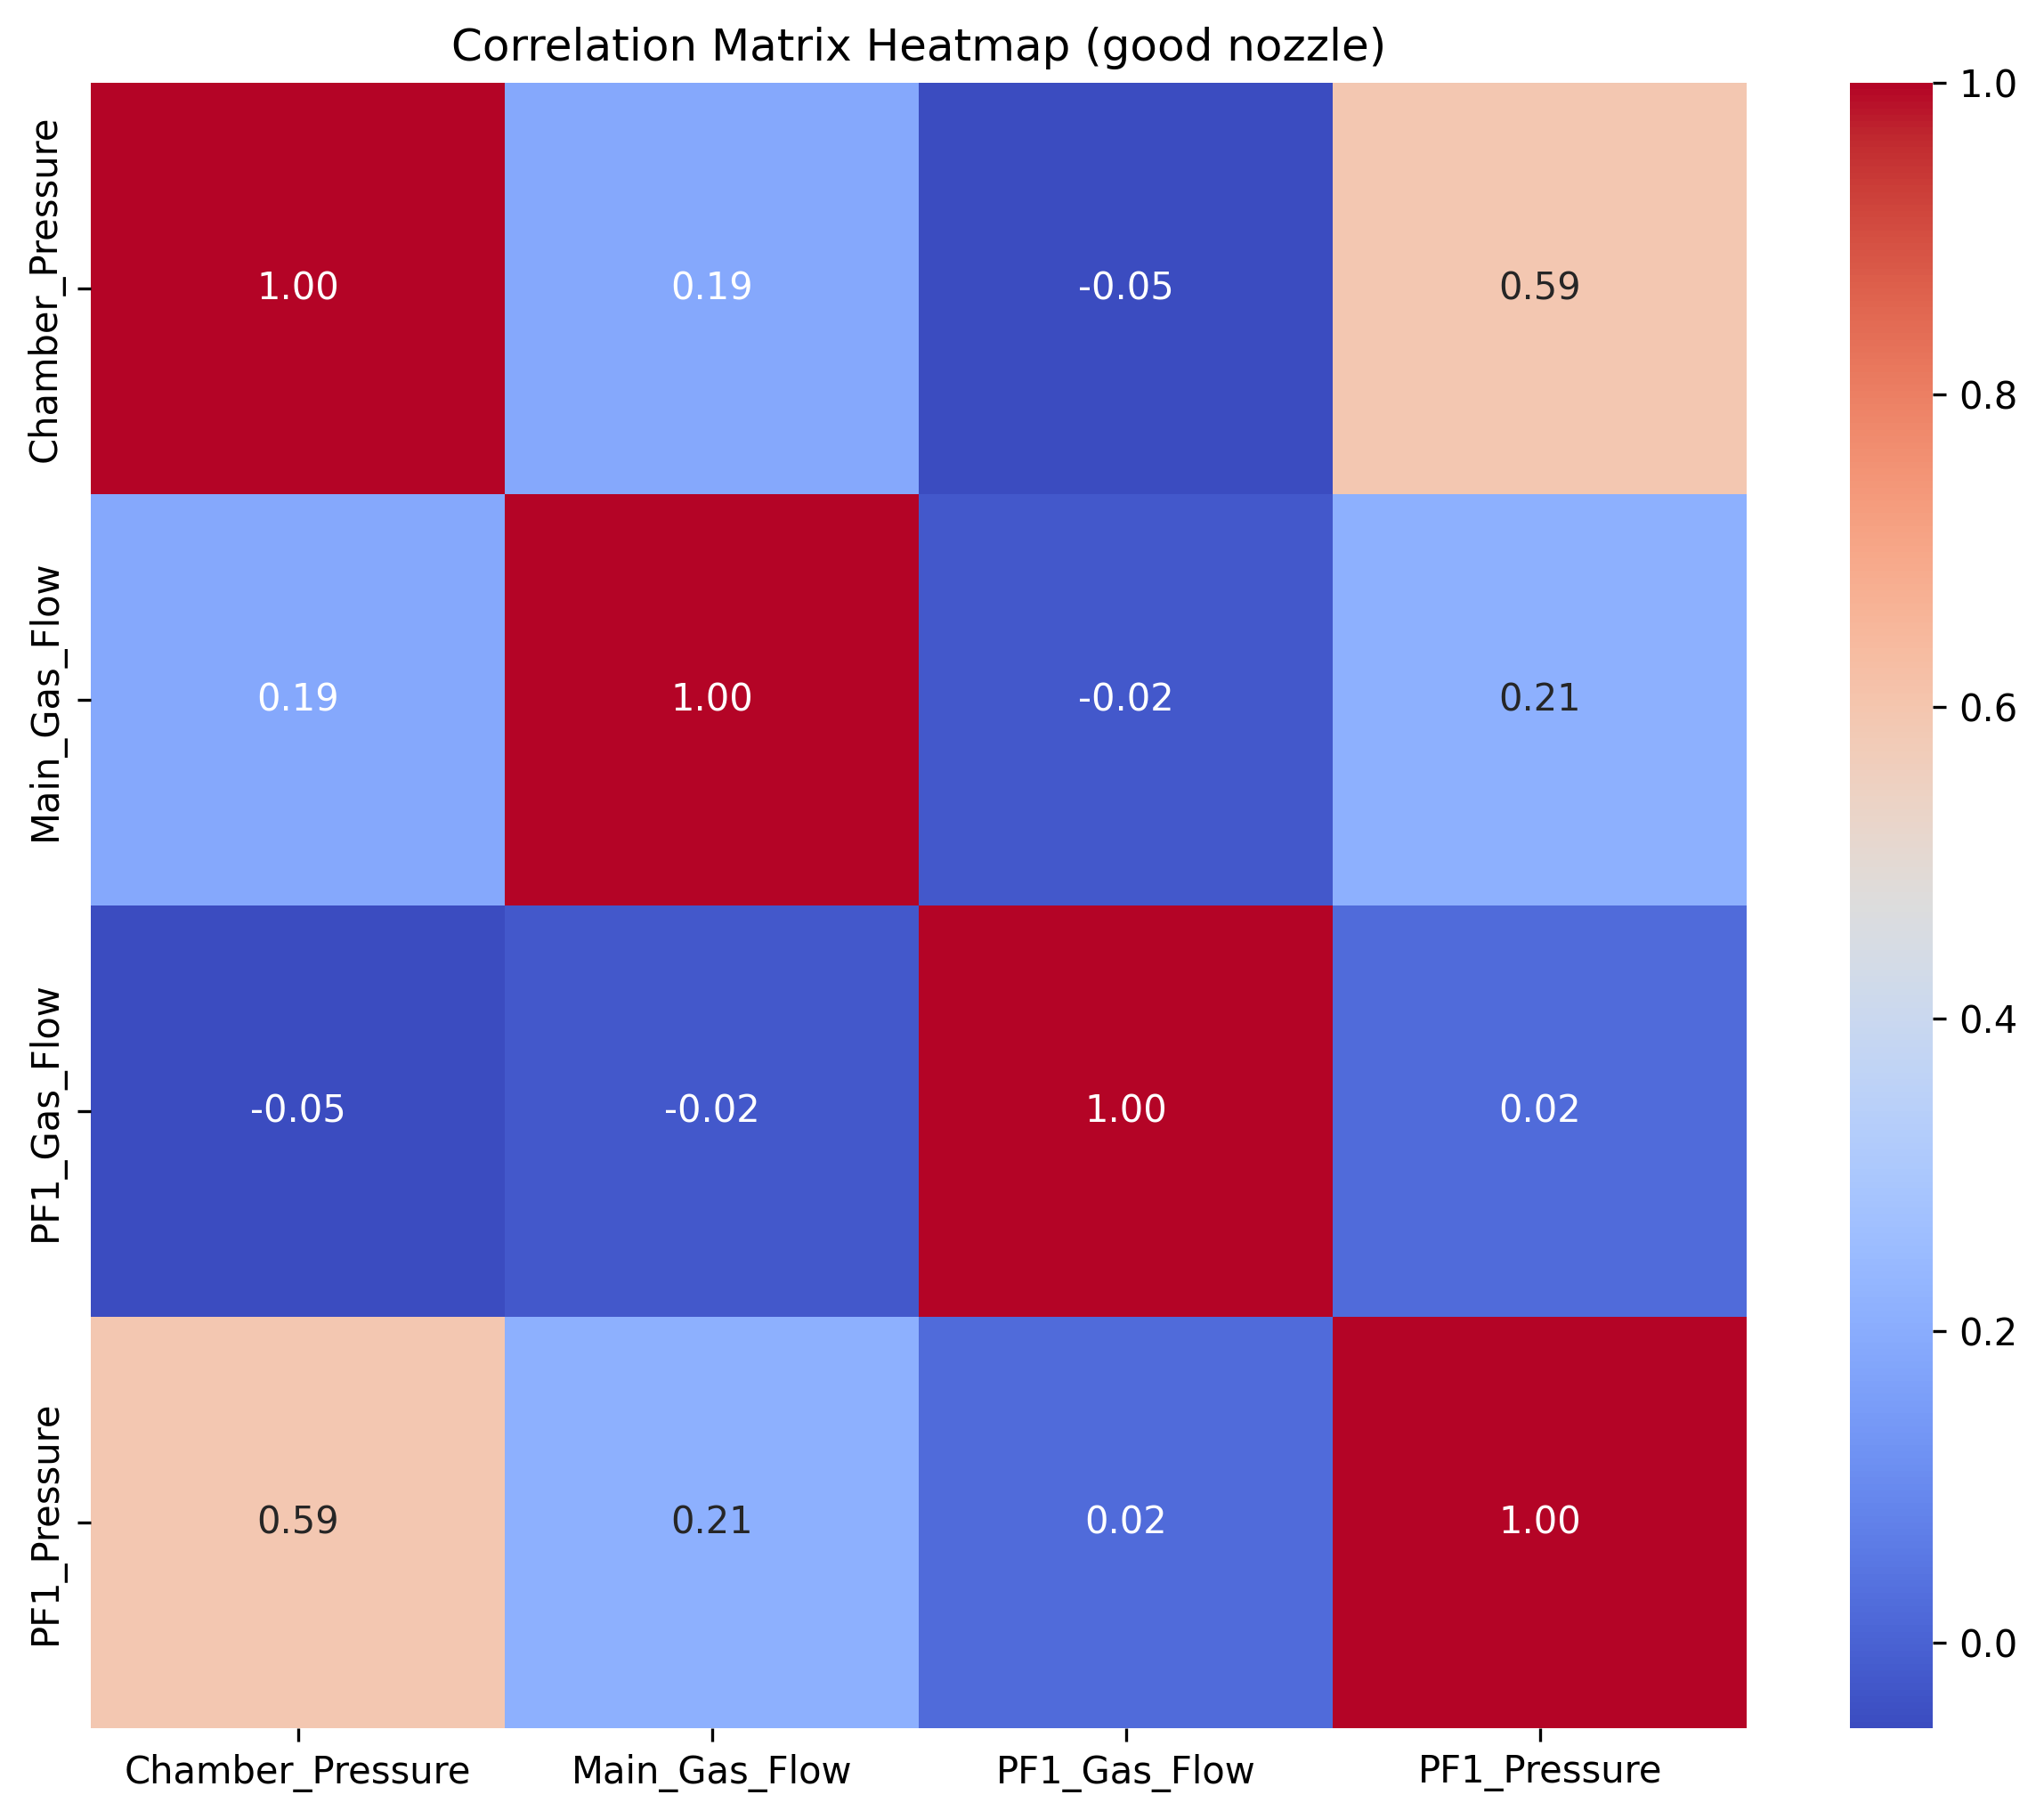 Correlation Matrix Heatmap (good nozzle)
Chamber_Pressure
1.00 0.19 -0.05 0.59
Main_Gas_Flow
0.19 1.00 -0.02 0.21
PF1_Gas_Flow
-0.05 -0.02 1.00 0.02
PF1_Pressure
0.59 0.21 0.02 1.00
Chamber_Pressure Main_Gas_Flow PF1_Gas_Flow PF1_Pressure
1.0
0.8
0.6
0.4
0.2
0.0